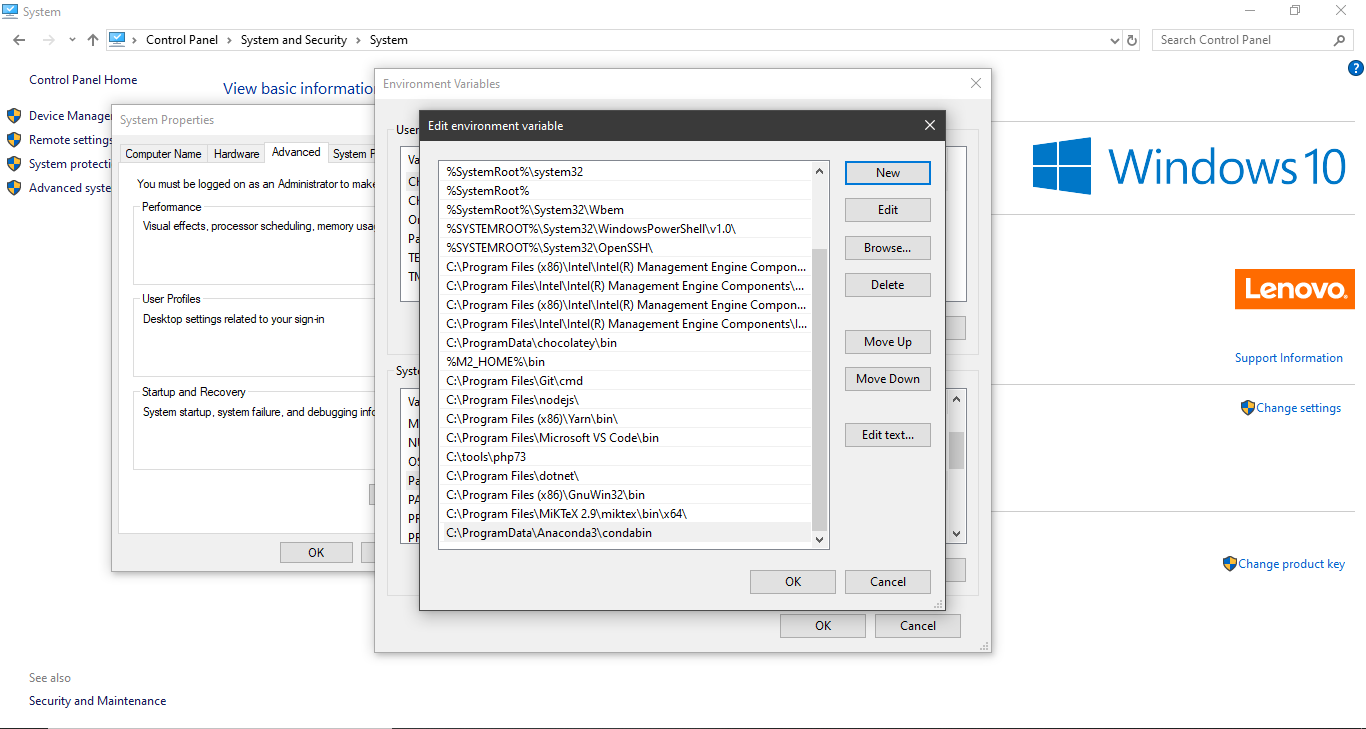 System
Control Panel > System and Security > System
Search Control Panel
Control Panel Home
Device Manage
Remote settings
System protecti
Advanced syste
See also
Security and Maintenance
View basic informatio
Windows 10
Lenovo
Support Information
Change settings
Change product key
System Properties
Computer Name
Hardware
Advanced
System P
You must be logged on as an Administrator to make
Performance
Visual effects, processor scheduling, memory usa
User Profiles
Desktop settings related to your sign-in
Startup and Recovery
System startup, system failure, and debugging info
OK
Environment Variables
User
Va
CH
Ch
On
Pa
TE
TM
Syste
Va
M
NU
OS
Pa
PA
PR
PR
OK
Cancel
Edit environment variable
%SystemRoot%\system32
%SystemRoot%
%SystemRoot%\System32\Wbem
%SYSTEMROOT%\System32\WindowsPowerShell\v1.0\
%SYSTEMROOT%\System32\OpenSSH\
C:\Program Files (x86)\Intel\Intel(R) Management Engine Compon...
C:\Program Files\Intel\Intel(R) Management Engine Components\...
C:\Program Files (x86)\Intel\Intel(R) Management Engine Compon...
C:\Program Files\Intel\Intel(R) Management Engine Components\I...
C:\ProgramData\chocolatey\bin
%M2_HOME%\bin
C:\Program Files\Git\cmd
C:\Program Files\nodejs\
C:\Program Files (x86)\Yarn\bin\
C:\Program Files\Microsoft VS Code\bin
C:\tools\php73
C:\Program Files\dotnet\
C:\Program Files (x86)\GnuWin32\bin
C:\Program Files\MiKTeX 2.9\miktex\bin\x64\
C:\ProgramData\Anaconda3\condabin
New
Edit
Browse...
Delete
Move Up
Move Down
Edit text...
OK
Cancel